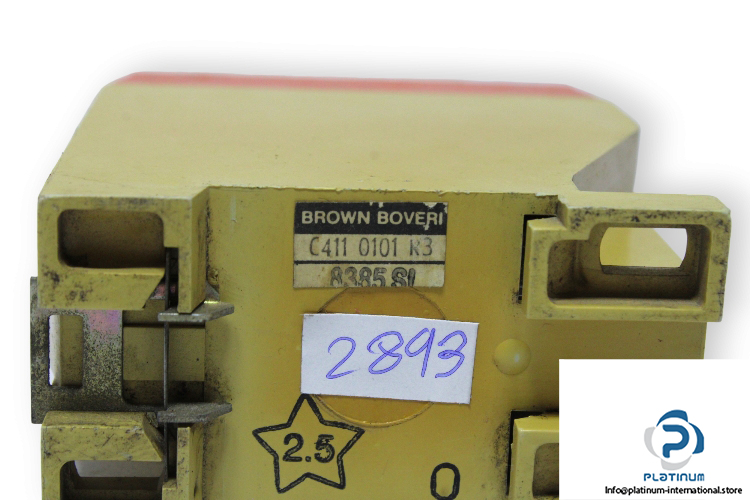 BROWN BOVERI
C411 0101 R3
8385 SI
2893
2.5
0
PLATINUM
Info@platinum-international.store